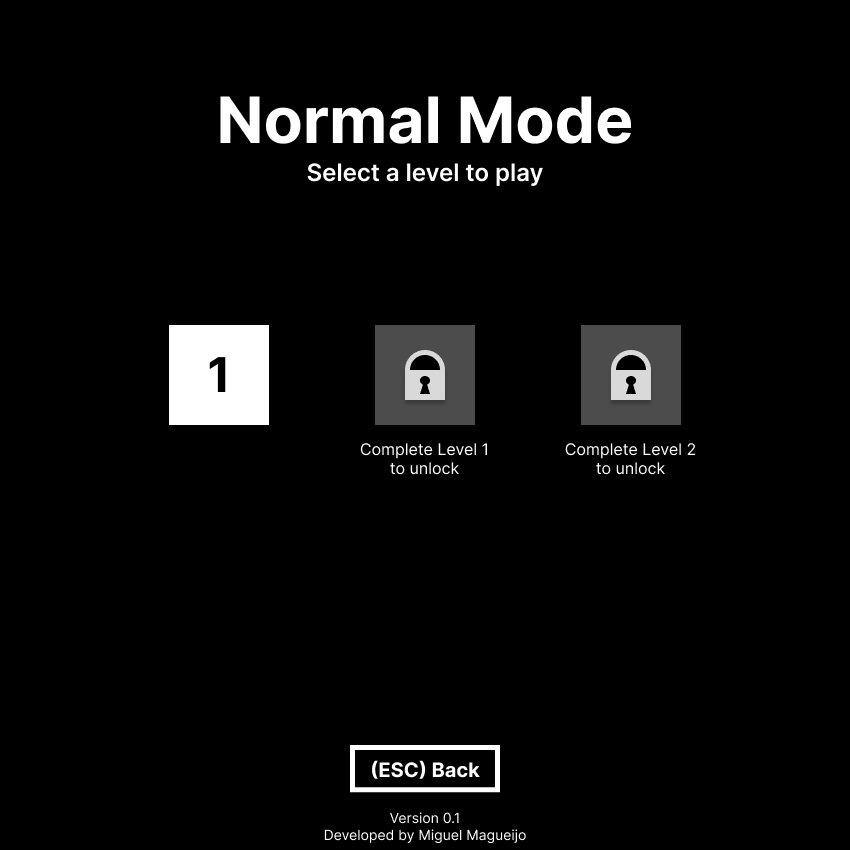 Normal Mode
Select a level to play
1
Complete Level 1
to unlock
Complete Level 2
to unlock
(ESC) Back
Version 0.1
Developed by Miguel Magueijo